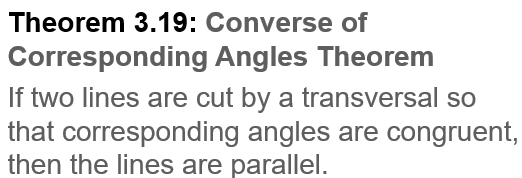 Theorem 3.19: Converse of
Corresponding Angles Theorem
If two lines are cut by a transversal so
that corresponding angles are congruent,
then the lines are parallel.